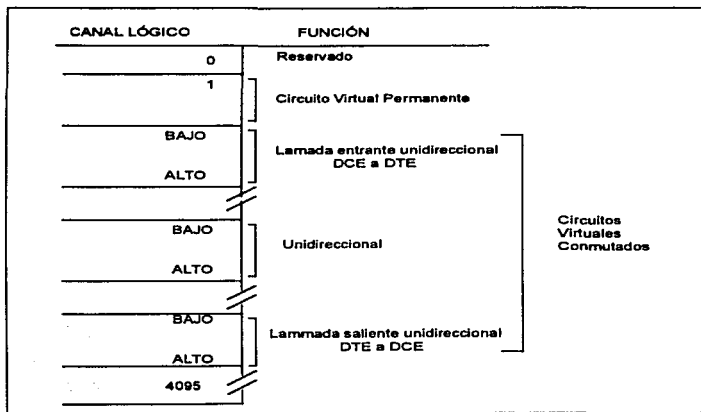 CANAL LÓGICO FUNCIÓN
0 Reservado
1
Circuito Virtual Permanente
BAJO
Lamada entrante unidireccional
DCE a DTE
ALTO
BAJO
Unidireccional
ALTO
Circuitos
Virtuales
Conmutados
BAJO
Lammada saliente unidireccional
DTE a DCE
ALTO
4095